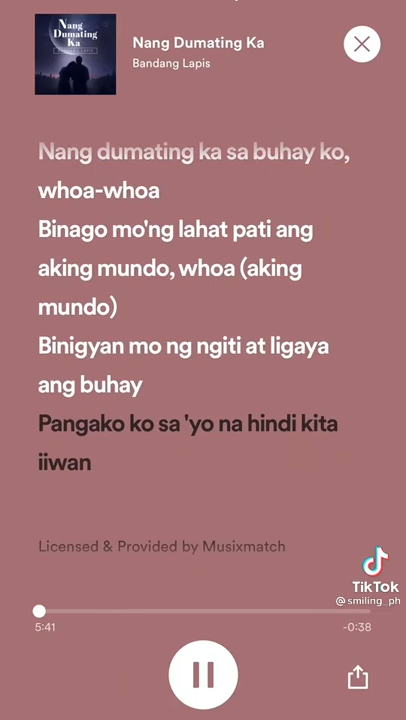 Nang
Dumating
Ka
BANDANG LAPIS
Nang Dumating Ka
Bandang Lapis
Nang dumating ka sa buhay ko,
whoa-whoa
Binago mo'ng lahat pati ang
aking mundo, whoa (aking
mundo)
Binigyan mo ng ngiti at ligaya
ang buhay
Pangako ko sa 'yo na hindi kita
iiwan
Licensed & Provided by Musixmatch
TikTok
@smiling_ph
5:41
-0:38